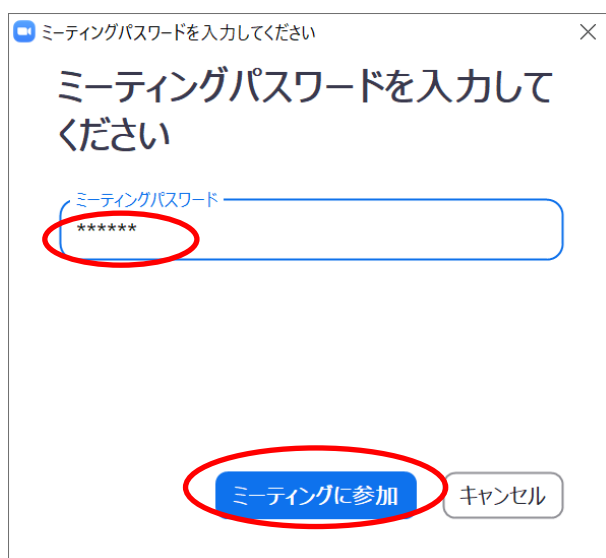 ミーティングパスワードを入力してください
ミーティングパスワードを入力して
ください
ミーティングパスワード
******
ミーティングに参加
キャンセル